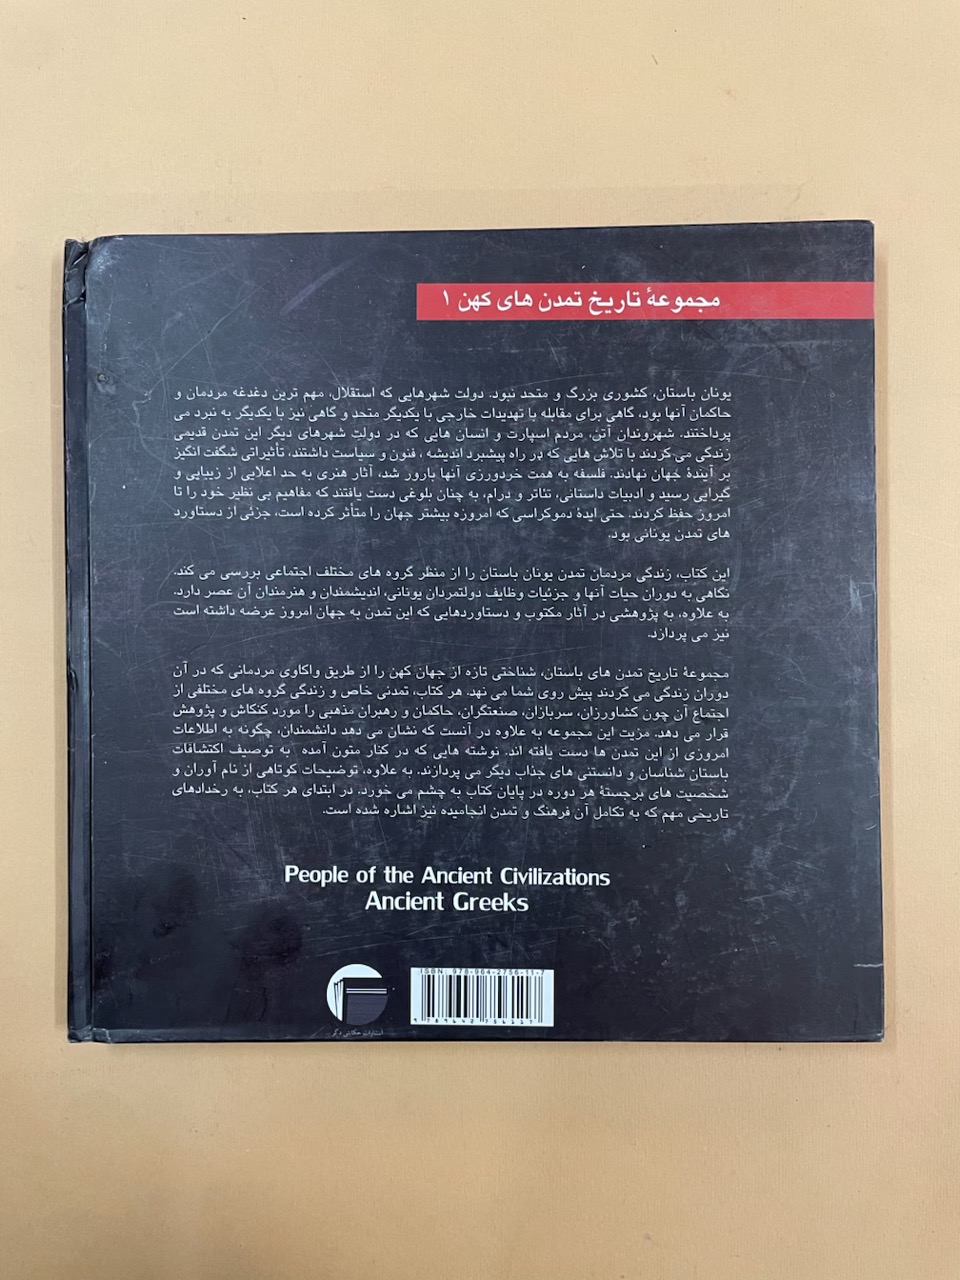 مجموعهٔ تاریخ تمدن های کهن ۱
یونان باستان، کشوری بزرگ و متحد نبود. دولت شهرهایی که استقلال، مهم ترین دغدغه مردمان و
حاکمان آنها بود، گاهی برای مقابله با تهدیدات خارجی با یکدیگر متحد و گاهی نیز با یکدیگر به نبرد می
پرداختند. شهروندان آتن، مردم اسپارت و انسان هایی که در دولت شهرهای دیگر این تمدن قدیمی
زندگی می کردند با تلاش هایی که در راه پیشبرد اندیشه ، فنون و سیاست داشتند، تأثیراتی شگفت انگیز
بر آیندهٔ جهان نهادند. فلسفه به همت خردورزی آنها بارور شد، آثار هنری به حد اعلایی از زیبایی و
گیرایی رسید و ادبیات داستانی، تئاتر و درام، به چنان بلوغی دست یافتند که مفاهیم بی نظیر خود را تا
امروز حفظ کردند. حتی ایدهٔ دموکراسی که امروزه بیشتر جهان را متأثر کرده است، جزئی از دستاورد
های تمدن یونانی بود.
این کتاب، زندگی مردمان تمدن یونان باستان را از منظر گروه های مختلف اجتماعی بررسی می کند.
نگاهی به دوران حیات آنها و جزئیات وظایف دولتمردان یونانی، اندیشمندان و هنرمندان آن عصر دارد.
به علاوه، به پژوهشی در آثار مکتوب و دستاوردهایی که این تمدن به جهان امروز عرضه داشته است
نیز می پردازد.
مجموعهٔ تاریخ تمدن های باستان، شناختی تازه از جهان کهن را از طریق واکاوی مردمانی که در آن
دوران زندگی می کردند پیش روی شما می نهد. هر کتاب، تمدنی خاص و زندگی گروه های مختلفی از
اجتماع آن چون کشاورزان، سربازان، صنعتگران، حاکمان و رهبران مذهبی را مورد کنکاش و پژوهش
قرار می دهد. مزیت این مجموعه به علاوه در آنست که نشان می دهد دانشمندان، چگونه به اطلاعات
امروزی از این تمدن ها دست یافته اند. نوشته هایی که در کنار متون آمده به توصیف اکتشافات
باستان شناسان و دانستنی های جذاب دیگر می پردازند. به علاوه، توضیحات کوتاهی از نام آوران و
شخصیت های برجستهٔ هر دوره در پایان کتاب به چشم می خورد. در ابتدای هر کتاب، به رخدادهای
تاریخی مهم که به تکامل آن فرهنگ و تمدن انجامیده نیز اشاره شده است.
People of the Ancient Civilizations
Ancient Greeks
ISBN: 978-964-2756-11-7
9 789642 756117
انتشارات حکایتی دگر